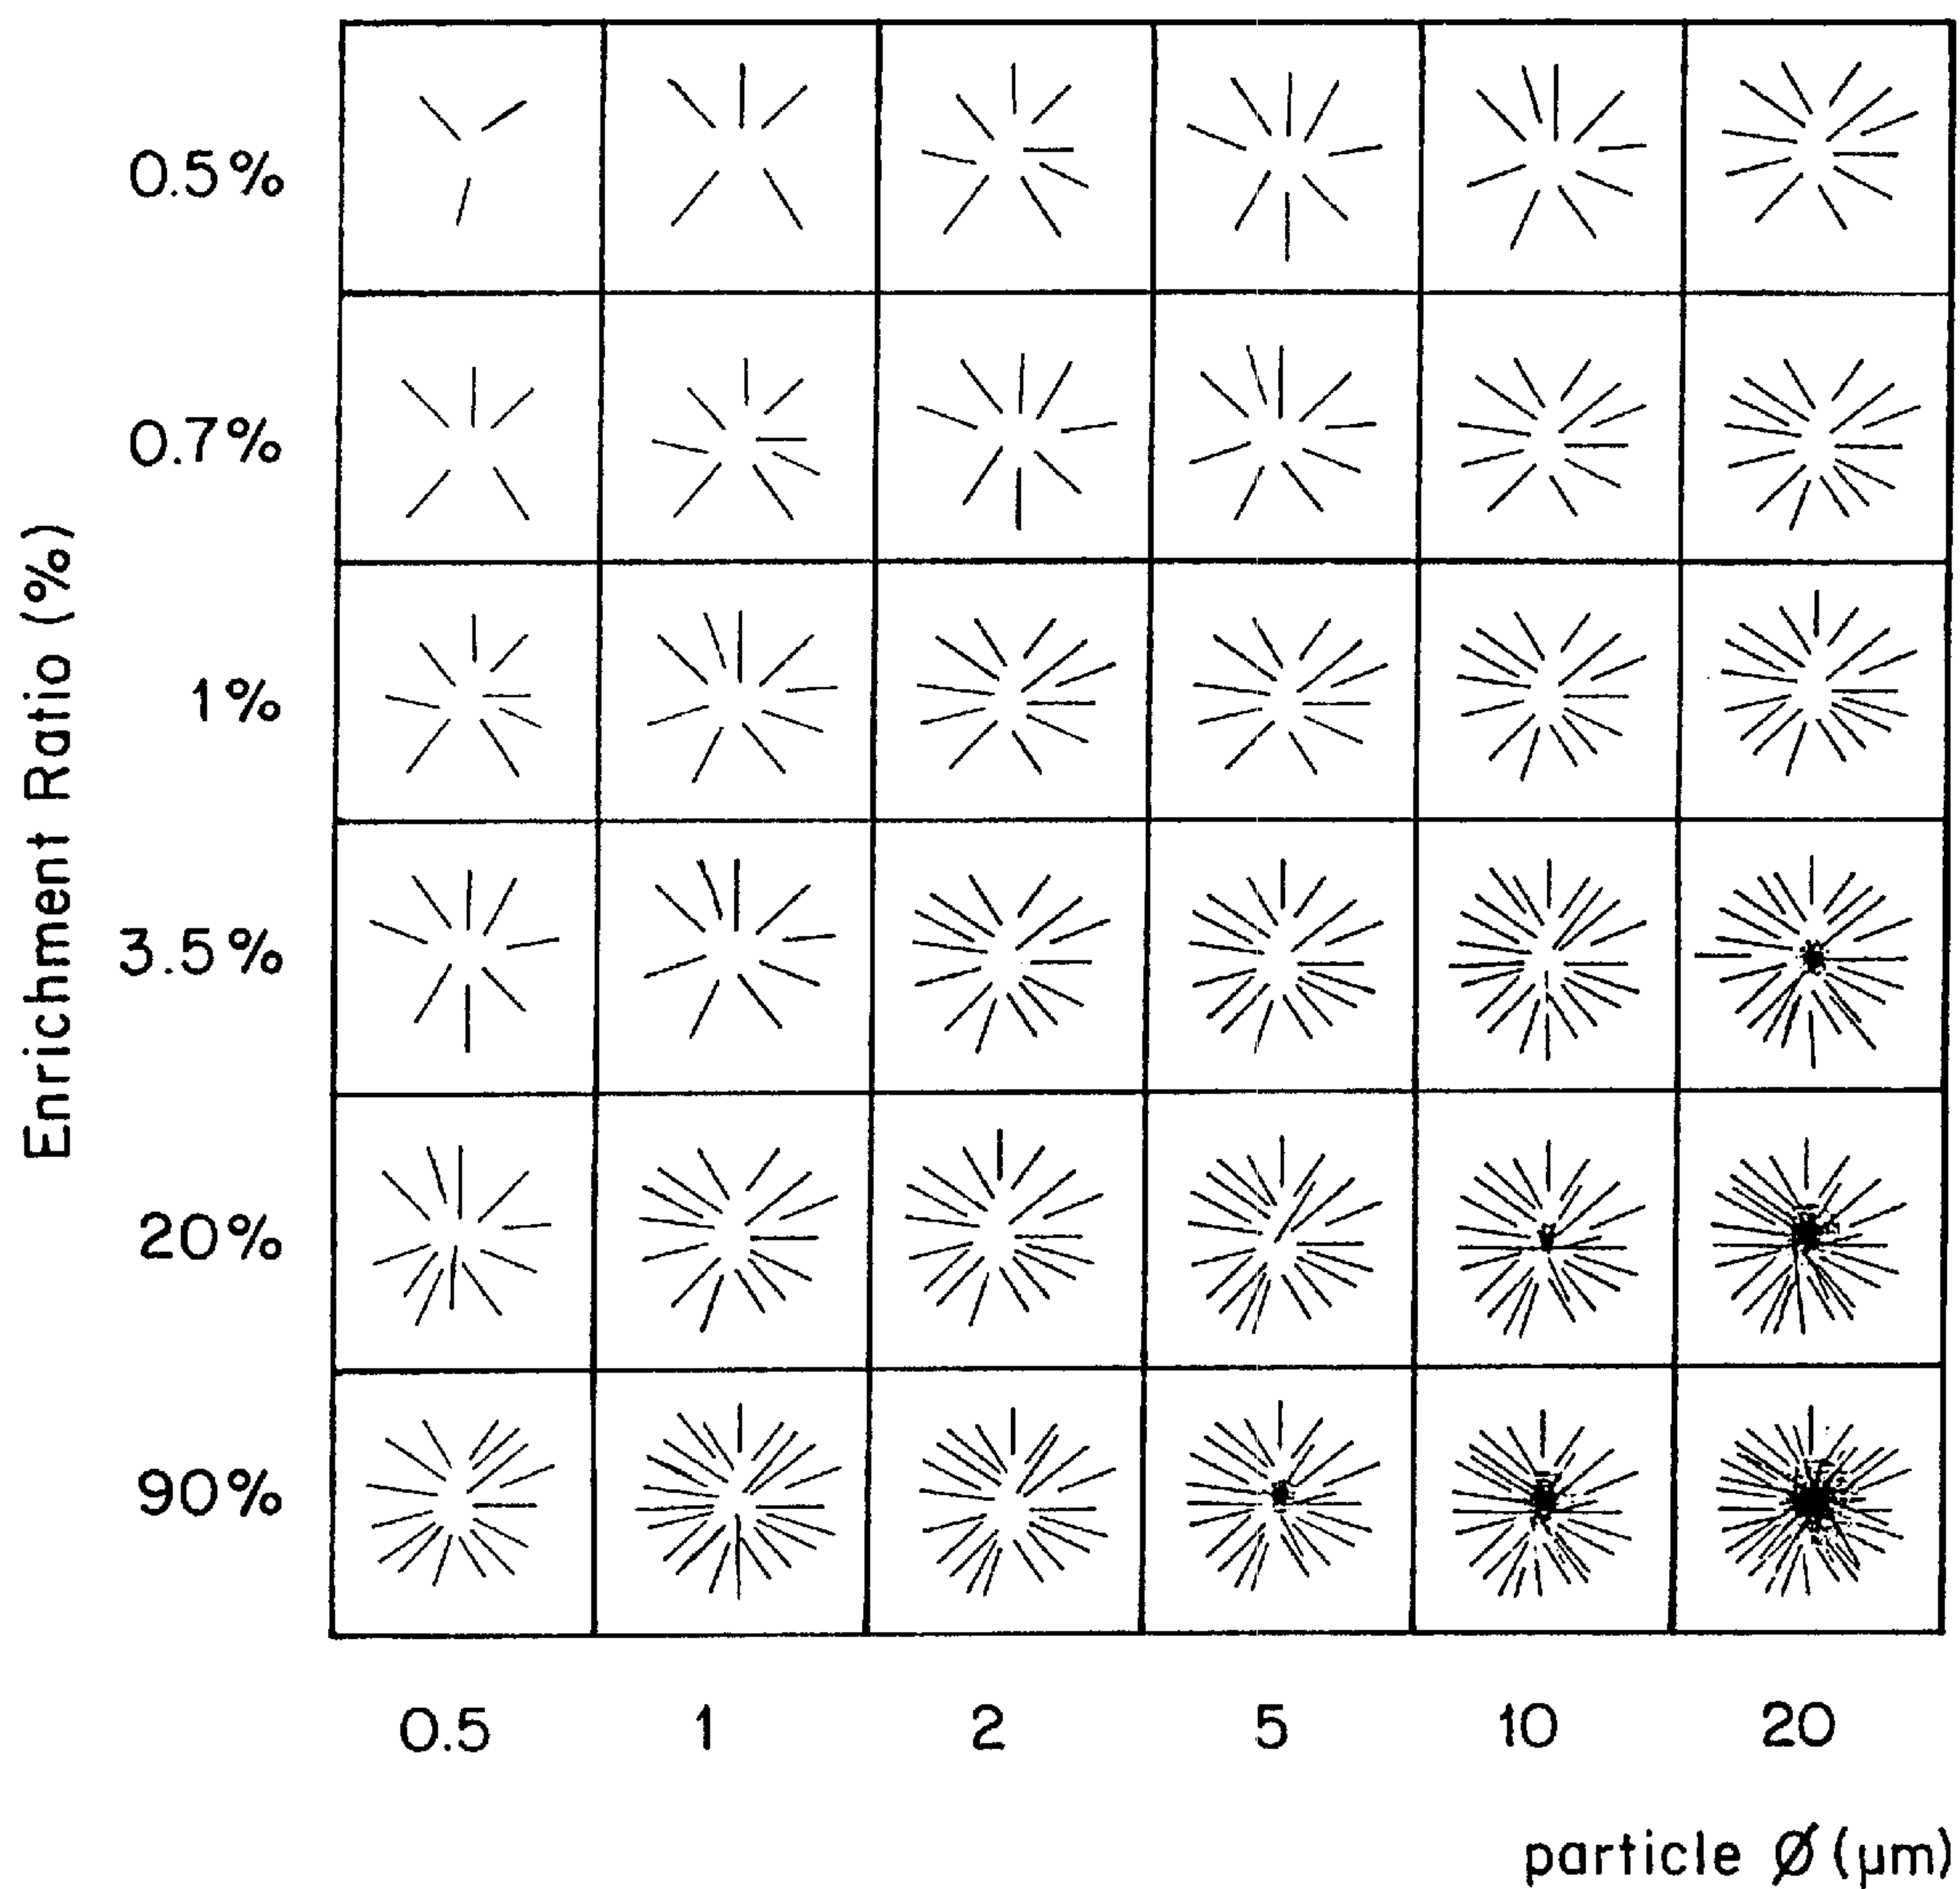 Enrichment Ratio (%)
0.5%
0.7%
1%
3.5%
20%
90%
0.5 1 2 5 10 20
particle Ø (µm)